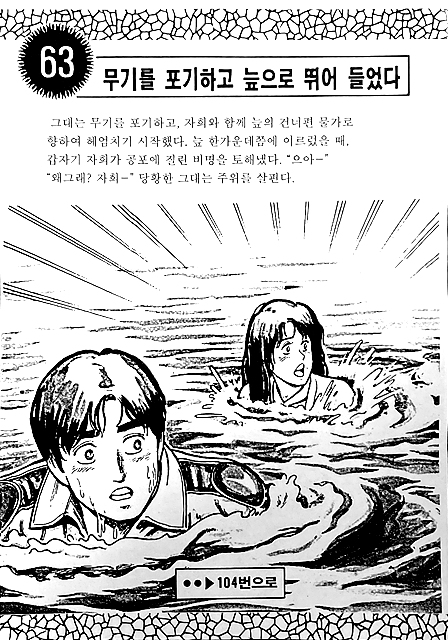 63
무기를 포기하고 늪으로 뛰어 들었다
그대는 무기를 포기하고, 자희와 함께 늪의 건너편 물가로
향하여 헤엄치기 시작했다. 늪 한가운데쯤에 이르렀을 때,
갑자기 자희가 공포에 질린 비명을 토해냈다. “으아-”
“왜그래? 자희-” 당황한 그대는 주위를 살핀다.
●●▶104번으로